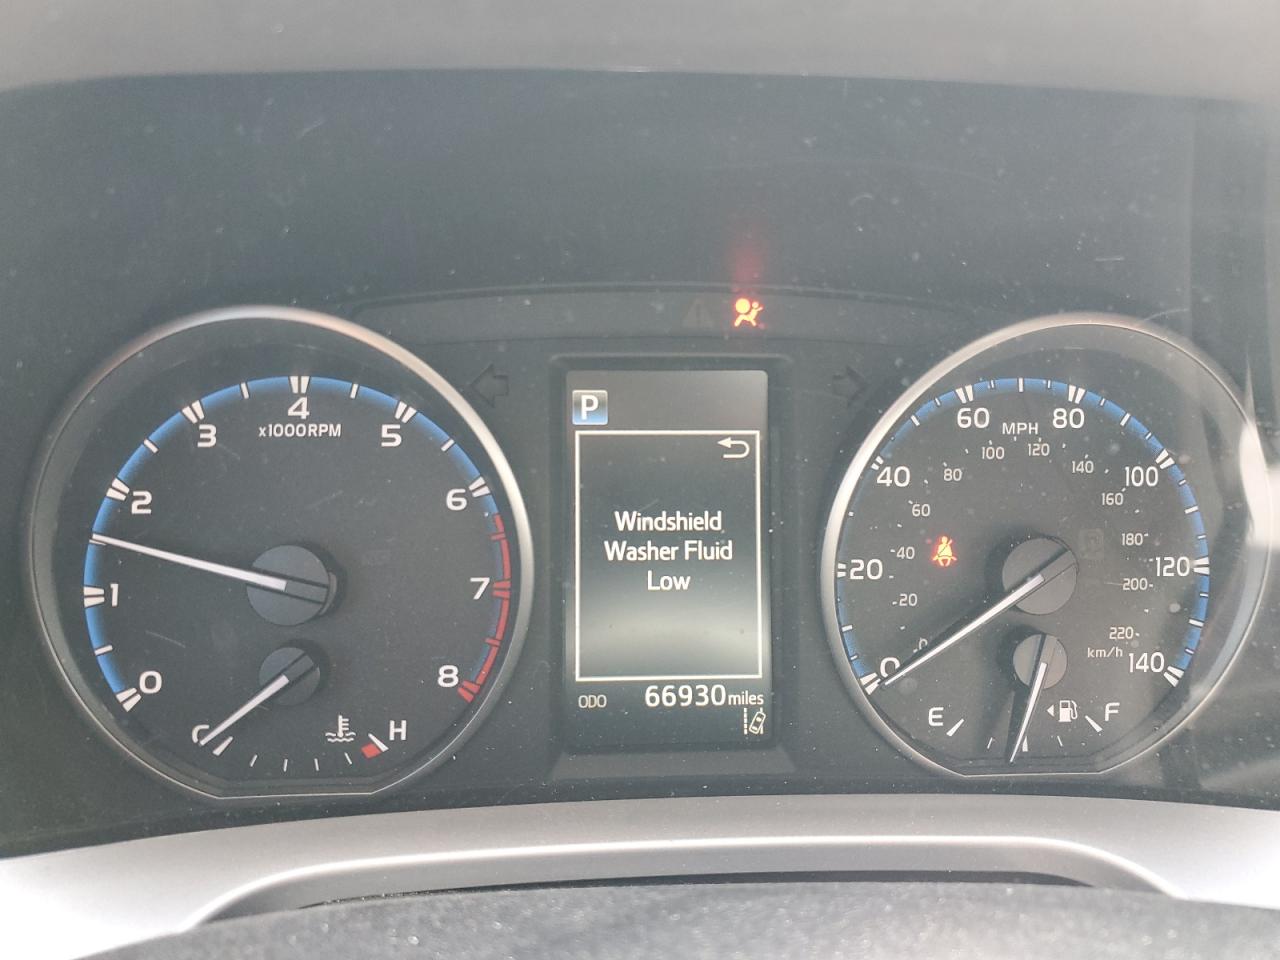 4
3
5
x1000RPM
2
6
1
7
0
8
C
H
P
Windshield
Washer Fluid
Low
ODO 66930 miles
60 MPH 80
100 120
40 80 140 100
60 160
40 180
20 120
20 200
0 220
0 km/h 140
E F